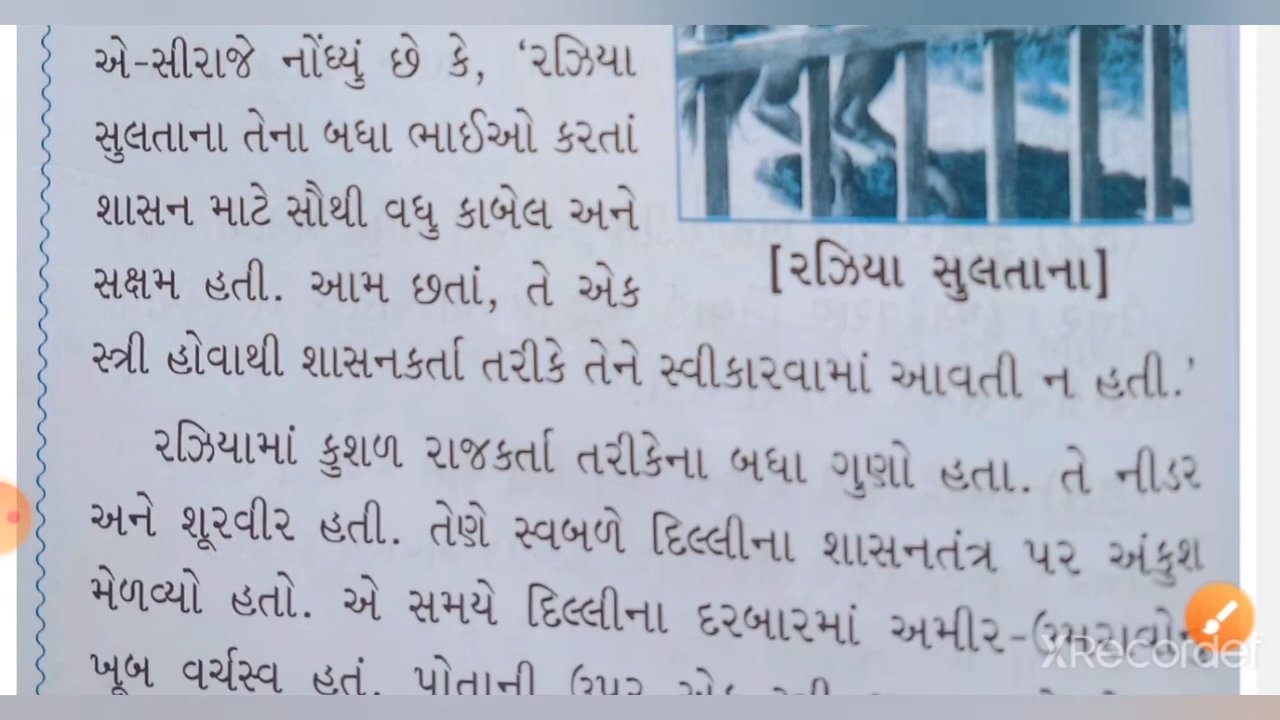 એ-સીરાજે નોંધ્યું છે કે, ‘રઝિયા
સુલતાના તેના બધા ભાઈઓ કરતાં
શાસન માટે સૌથી વધુ કાબેલ અને
સક્ષમ હતી. આમ છતાં, તે એક
[રઝિયા સુલતાના]
સ્ત્રી હોવાથી શાસનકર્તા તરીકે તેને સ્વીકારવામાં આવતી ન હતી.’
રઝિયામાં કુશળ રાજકર્તા તરીકેના બધા ગુણો હતા. તે નીડર
અને શૂરવીર હતી. તેણે સ્વબળે દિલ્લીના શાસનતંત્ર પર અંકુશ
મેળવ્યો હતો. એ સમયે દિલ્લીના દરબારમાં અમીર-
ખૂબ વર્ચસ્વ હતું. પોતાની ઉપર
XRecorder